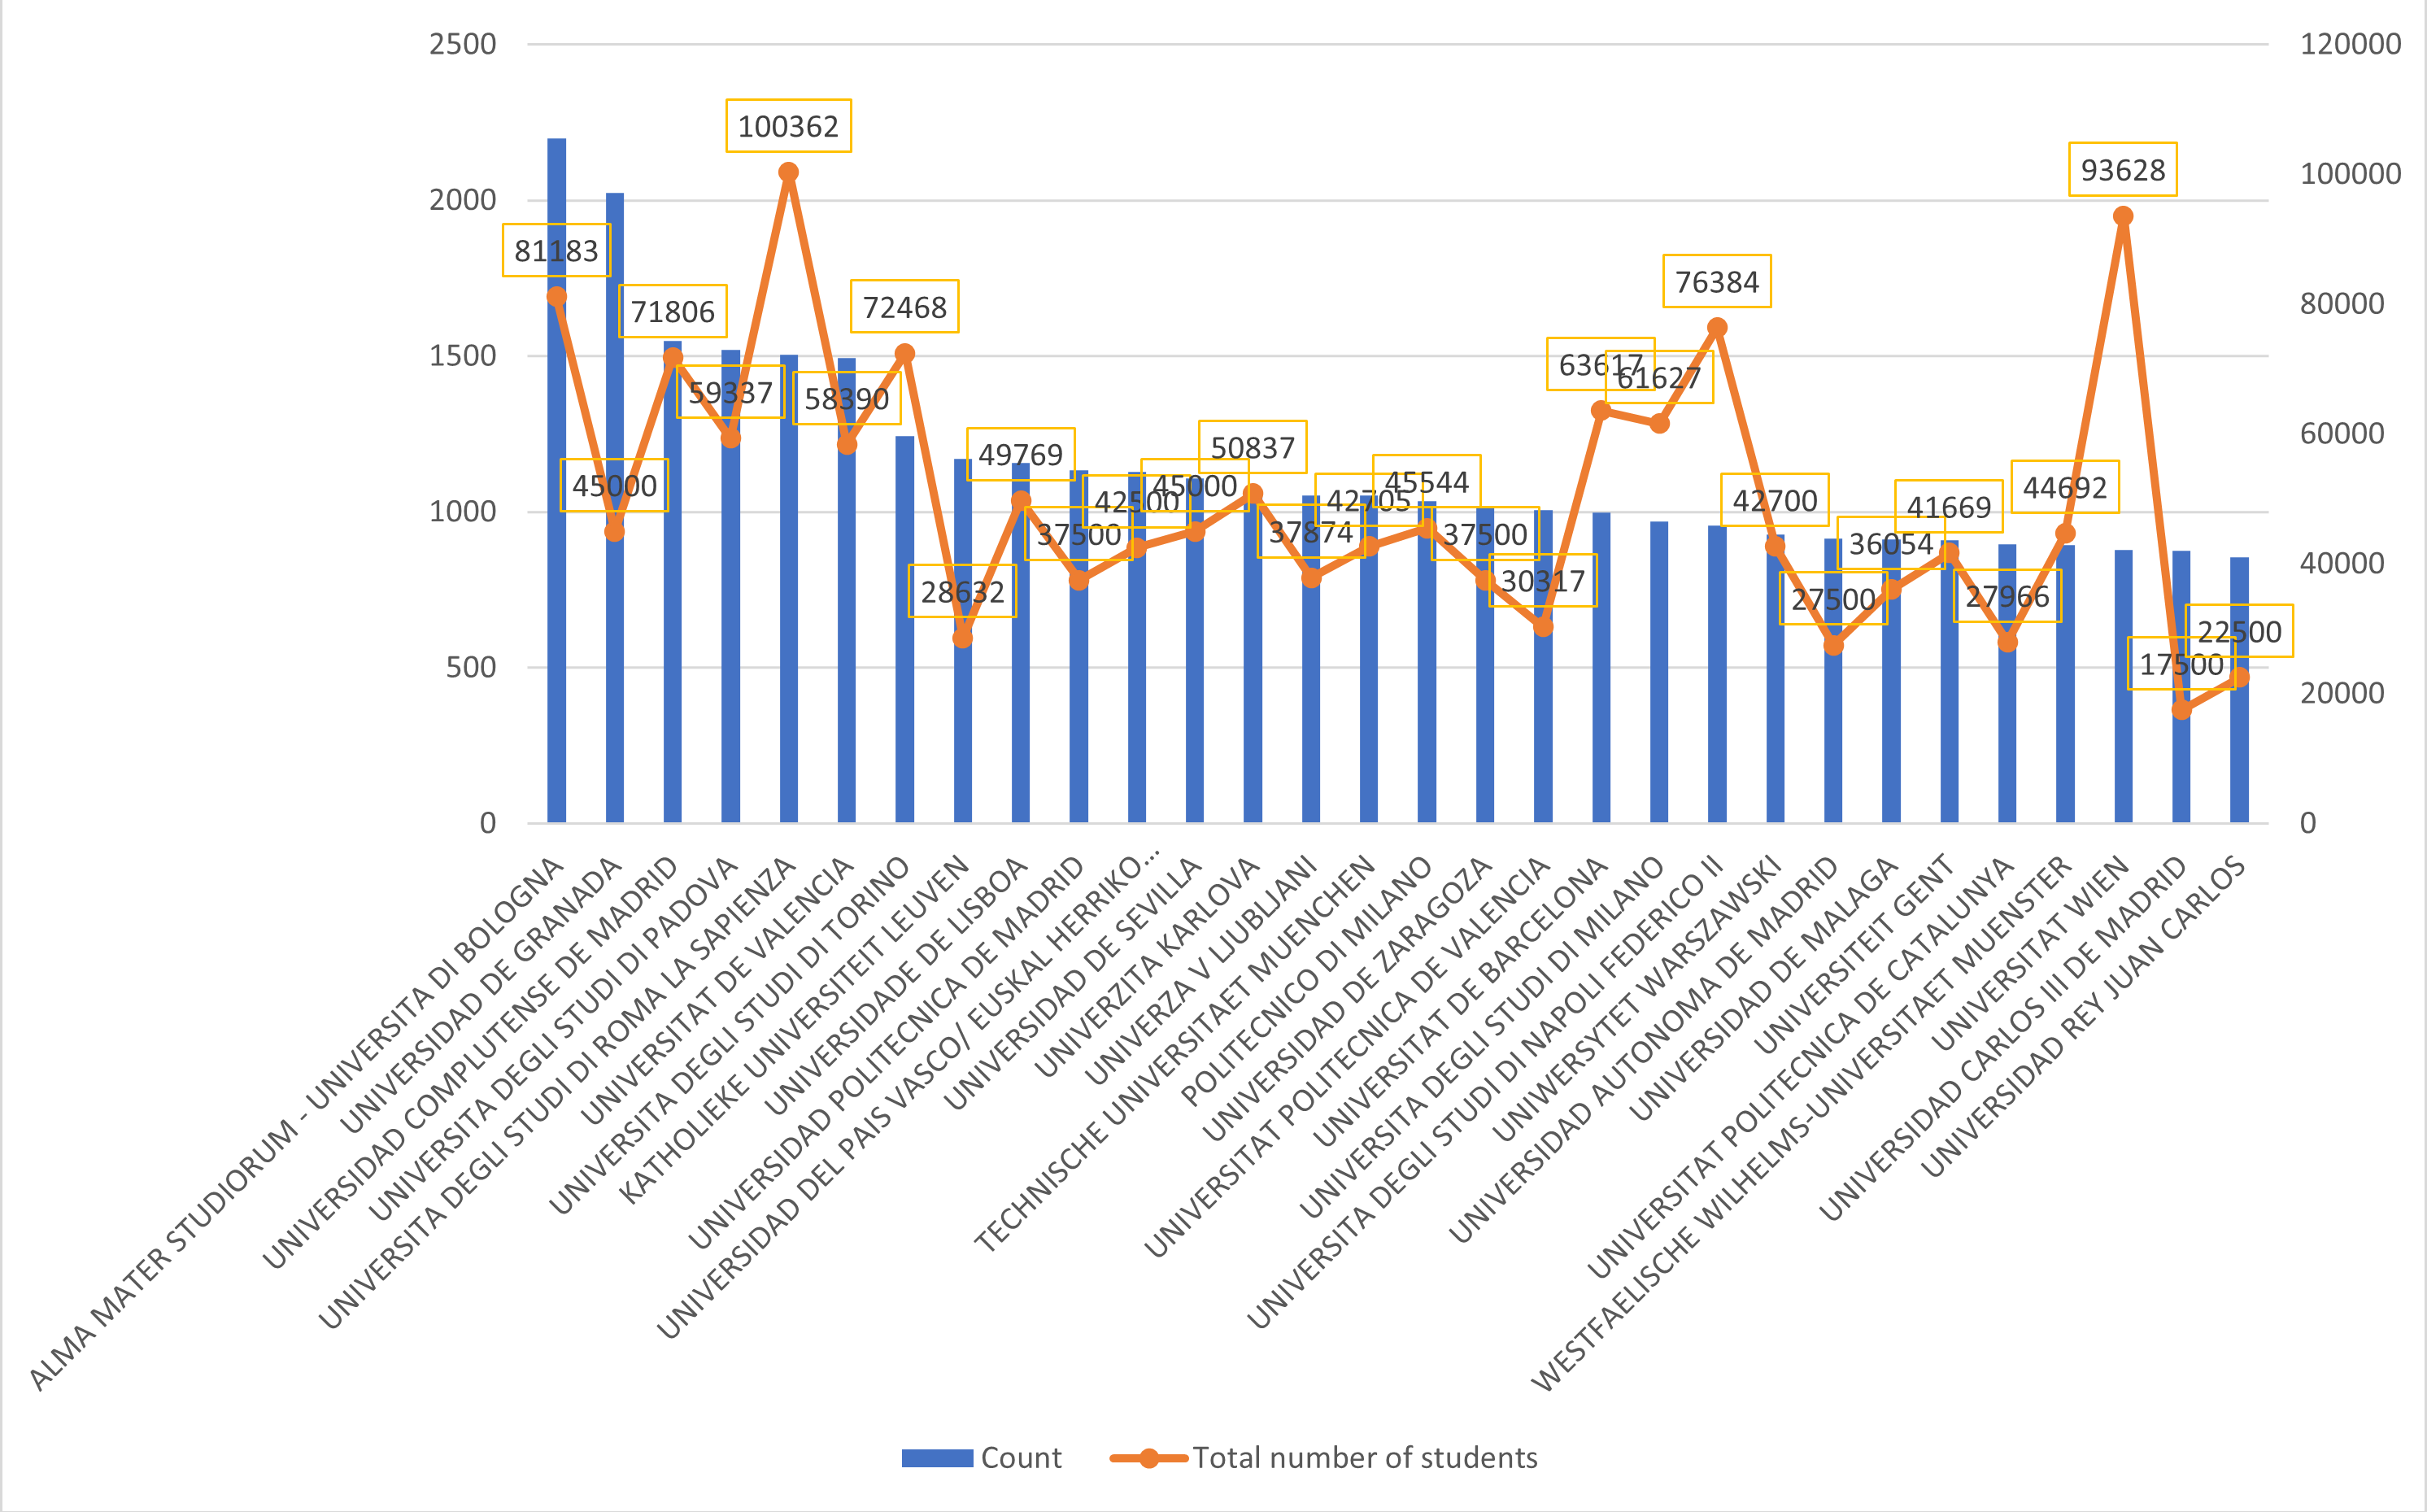 2500
2000
1500
1000
500
0
120000
100000
80000
60000
40000
20000
0
81183
45000
71806
59337
100362
58390
72468
28632
49769
37500
42500
45000
50837
37874
42705
45544
37500
30317
63617
61627
76384
42700
27500
36054
41669
27966
44692
93628
17500
22500
ALMA MATER STUDIORUM - UNIVERSITA DI BOLOGNA
UNIVERSIDAD DE GRANADA
UNIVERSIDAD COMPLUTENSE DE MADRID
UNIVERSITA DEGLI STUDI DI PADOVA
UNIVERSITA DEGLI STUDI DI ROMA LA SAPIENZA
UNIVERSITAT DE VALENCIA
UNIVERSITA DEGLI STUDI DI TORINO
KATHOLIEKE UNIVERSITEIT LEUVEN
UNIVERSIDADE DE LISBOA
UNIVERSIDAD POLITECNICA DE MADRID
UNIVERSIDAD DEL PAIS VASCO/ EUSKAL HERRIKO...
UNIVERSIDAD DE SEVILLA
UNIVERZITA KARLOVA
UNIVERZA V LJUBLJANI
TECHNISCHE UNIVERSITAET MUENCHEN
POLITECNICO DI MILANO
UNIVERSIDAD DE ZARAGOZA
UNIVERSITAT POLITECNICA DE VALENCIA
UNIVERSITAT DE BARCELONA
UNIVERSITA DEGLI STUDI DI MILANO
UNIVERSITA DEGLI STUDI DI NAPOLI FEDERICO II
UNIWERSYTET WARSZAWSKI
UNIVERSIDAD AUTONOMA DE MADRID
UNIVERSIDAD DE MALAGA
UNIVERSITEIT GENT
UNIVERSITAT POLITECNICA DE CATALUNYA
WESTFAELISCHE WILHELMS-UNIVERSITAET MUENSTER
UNIVERSITAT WIEN
UNIVERSIDAD CARLOS III DE MADRID
UNIVERSIDAD REY JUAN CARLOS
Count
Total number of students